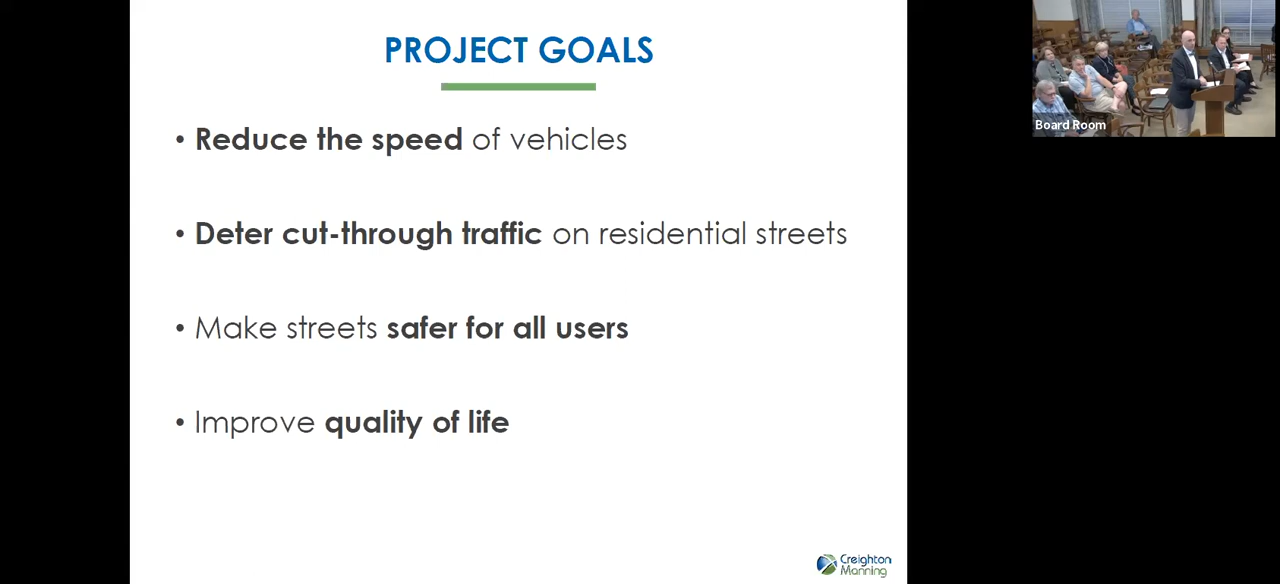 PROJECT GOALS
• Reduce the speed of vehicles
• Deter cut-through traffic on residential streets
• Make streets safer for all users
• Improve quality of life
Creighton
Manning
Board Room